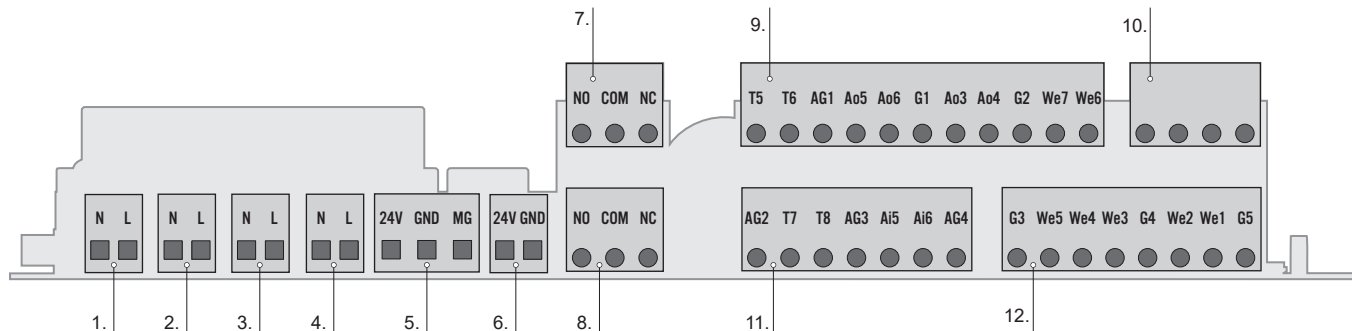 7.
9.
10.
NO COM NC
T5 T6 AG1 Ao5 Ao6 G1 Ao3 Ao4 G2 We7 We6
N L
N L
N L
N L
24V GND MG
24V GND
NO COM NC
AG2 T7 T8 AG3 Ai5 Ai6 AG4
G3 We5 We4 We3 G4 We2 We1 G5
1.
2.
3.
4.
5.
6.
8.
11.
12.